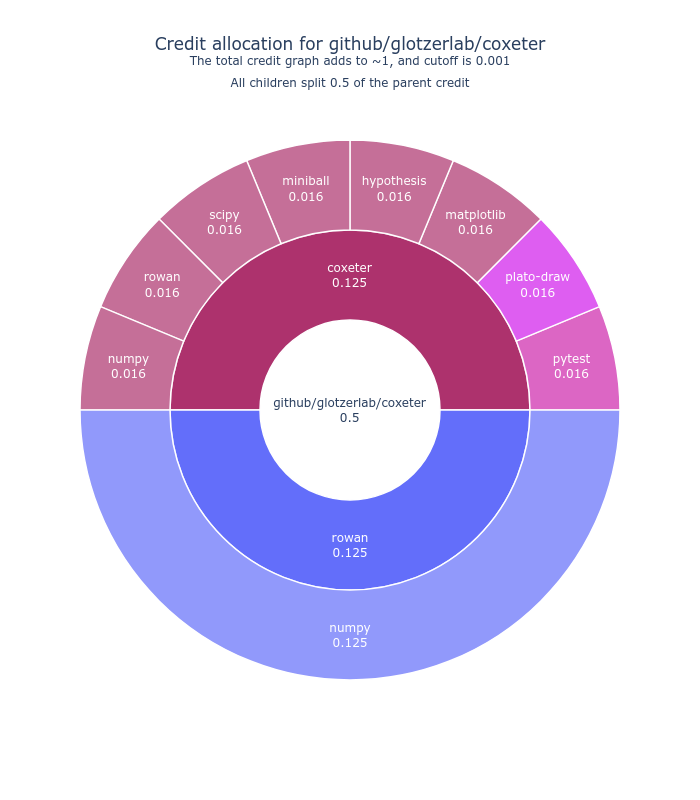 Credit allocation for github/glotzerlab/coxeter
The total credit graph adds to ~1, and cutoff is 0.001
All children split 0.5 of the parent credit
miniball
0.016
hypothesis
0.016
scipy
0.016
matplotlib
0.016
rowan
0.016
plato-draw
0.016
coxeter
0.125
numpy
0.016
pytest
0.016
github/glotzerlab/coxeter
0.5
rowan
0.125
numpy
0.125